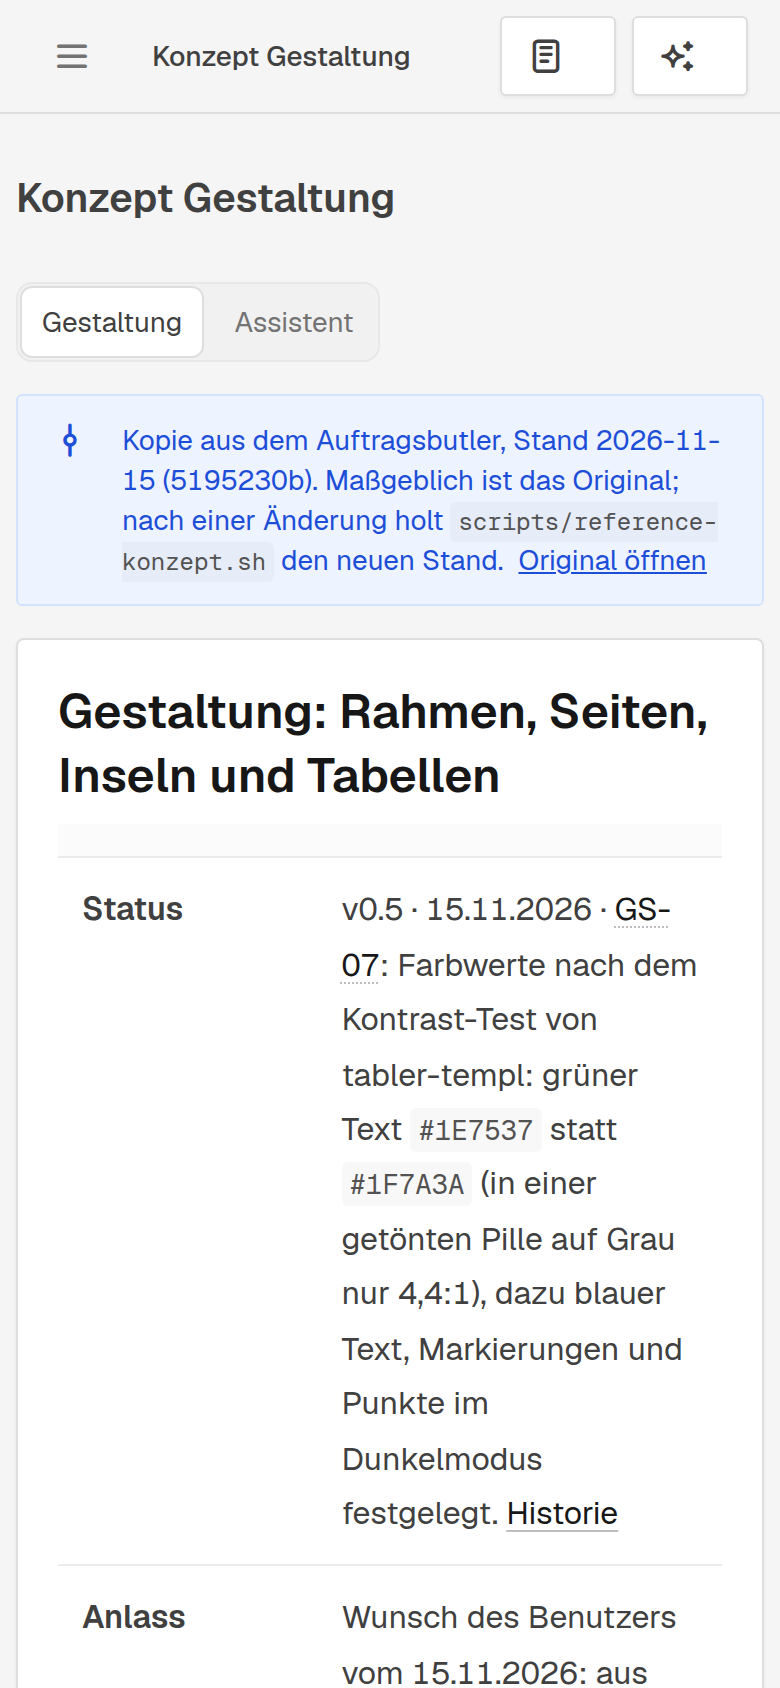 Konzept Gestaltung
Konzept Gestaltung
Gestaltung
Assistent
Kopie aus dem Auftragsbutler, Stand 2026-11-
15 (5195230b). Maßgeblich ist das Original;
nach einer Änderung holt scripts/reference-
konzept.sh den neuen Stand. Original öffnen
Gestaltung: Rahmen, Seiten,
Inseln und Tabellen
Status
v0.5 · 15.11.2026 · GS-
07: Farbwerte nach dem
Kontrast-Test von
tabler-templ: grüner
Text #1E7537 statt
#1F7A3A (in einer
getönten Pille auf Grau
nur 4,4:1), dazu blauer
Text, Markierungen und
Punkte im
Dunkelmodus
festgelegt. Historie
Anlass
Wunsch des Benutzers
vom 15.11.2026: aus